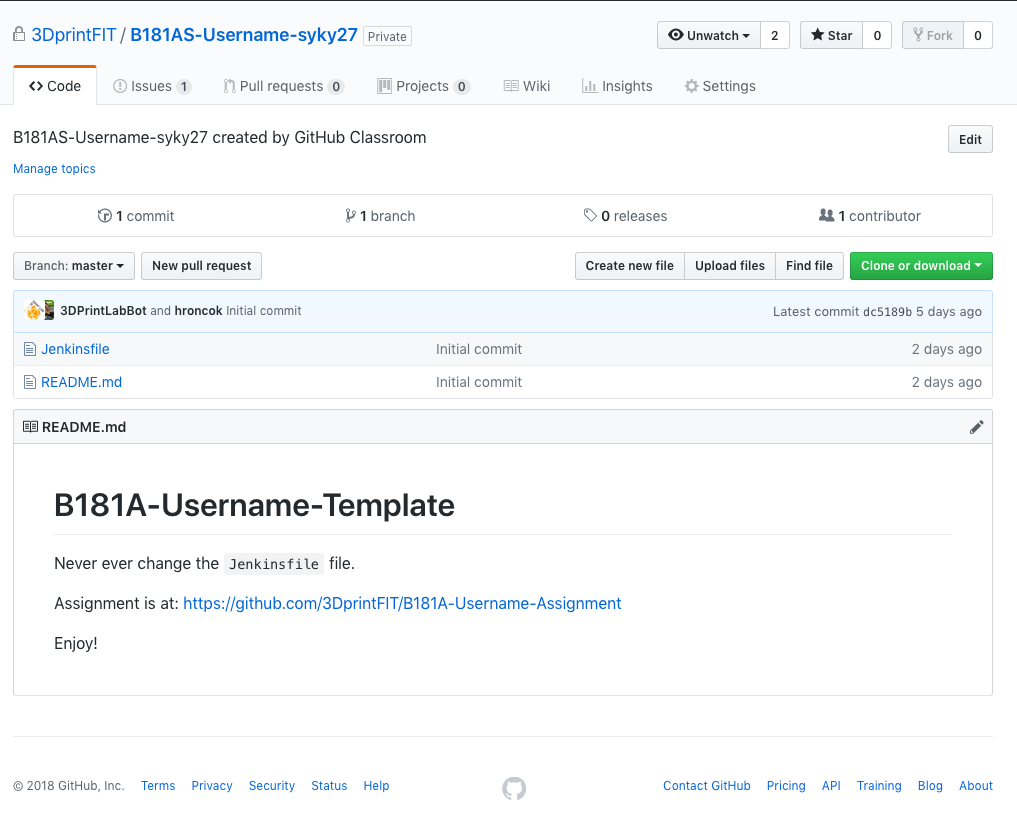 3DprintFIT / B181AS-Username-syky27 Private
Unwatch 2 Star 0 Fork 0
Code Issues 1 Pull requests 0 Projects 0 Wiki Insights Settings
B181AS-Username-syky27 created by GitHub Classroom
Edit
Manage topics
1 commit 1 branch 0 releases 1 contributor
Branch: master New pull request Create new file Upload files Find file Clone or download
3DPrintLabBot and hroncok Initial commit Latest commit dc5189b 5 days ago
Jenkinsfile Initial commit 2 days ago
README.md Initial commit 2 days ago
README.md
B181A-Username-Template
Never ever change the Jenkinsfile file.
Assignment is at: https://github.com/3DprintFIT/B181A-Username-Assignment
Enjoy!
© 2018 GitHub, Inc. Terms Privacy Security Status Help Contact GitHub Pricing API Training Blog About